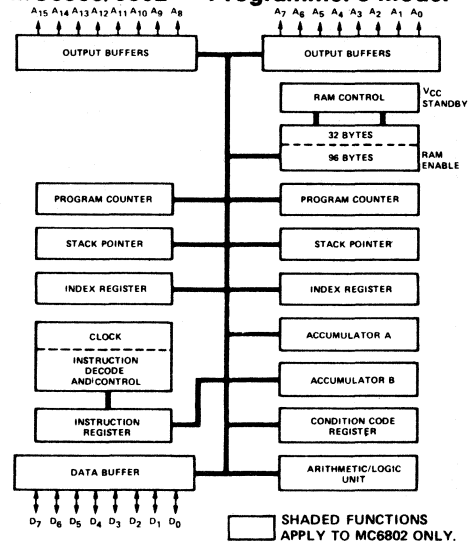 A15 A14 A13 A12 A11 A10 A9 A8
A7 A6 A5 A4 A3 A2 A1 A0
OUTPUT BUFFERS
OUTPUT BUFFERS
RAM CONTROL
VCC
STANDBY
32 BYTES
96 BYTES
RAM
ENABLE
PROGRAM COUNTER
PROGRAM COUNTER
STACK POINTER
STACK POINTER
INDEX REGISTER
INDEX REGISTER
CLOCK
INSTRUCTION
DECODE
AND CONTROL
ACCUMULATOR A
ACCUMULATOR B
INSTRUCTION
REGISTER
CONDITION CODE
REGISTER
DATA BUFFER
ARITHMETIC/LOGIC
UNIT
D7 D6 D5 D4 D3 D2 D1 D0
SHADED FUNCTIONS
APPLY TO MC6802 ONLY.